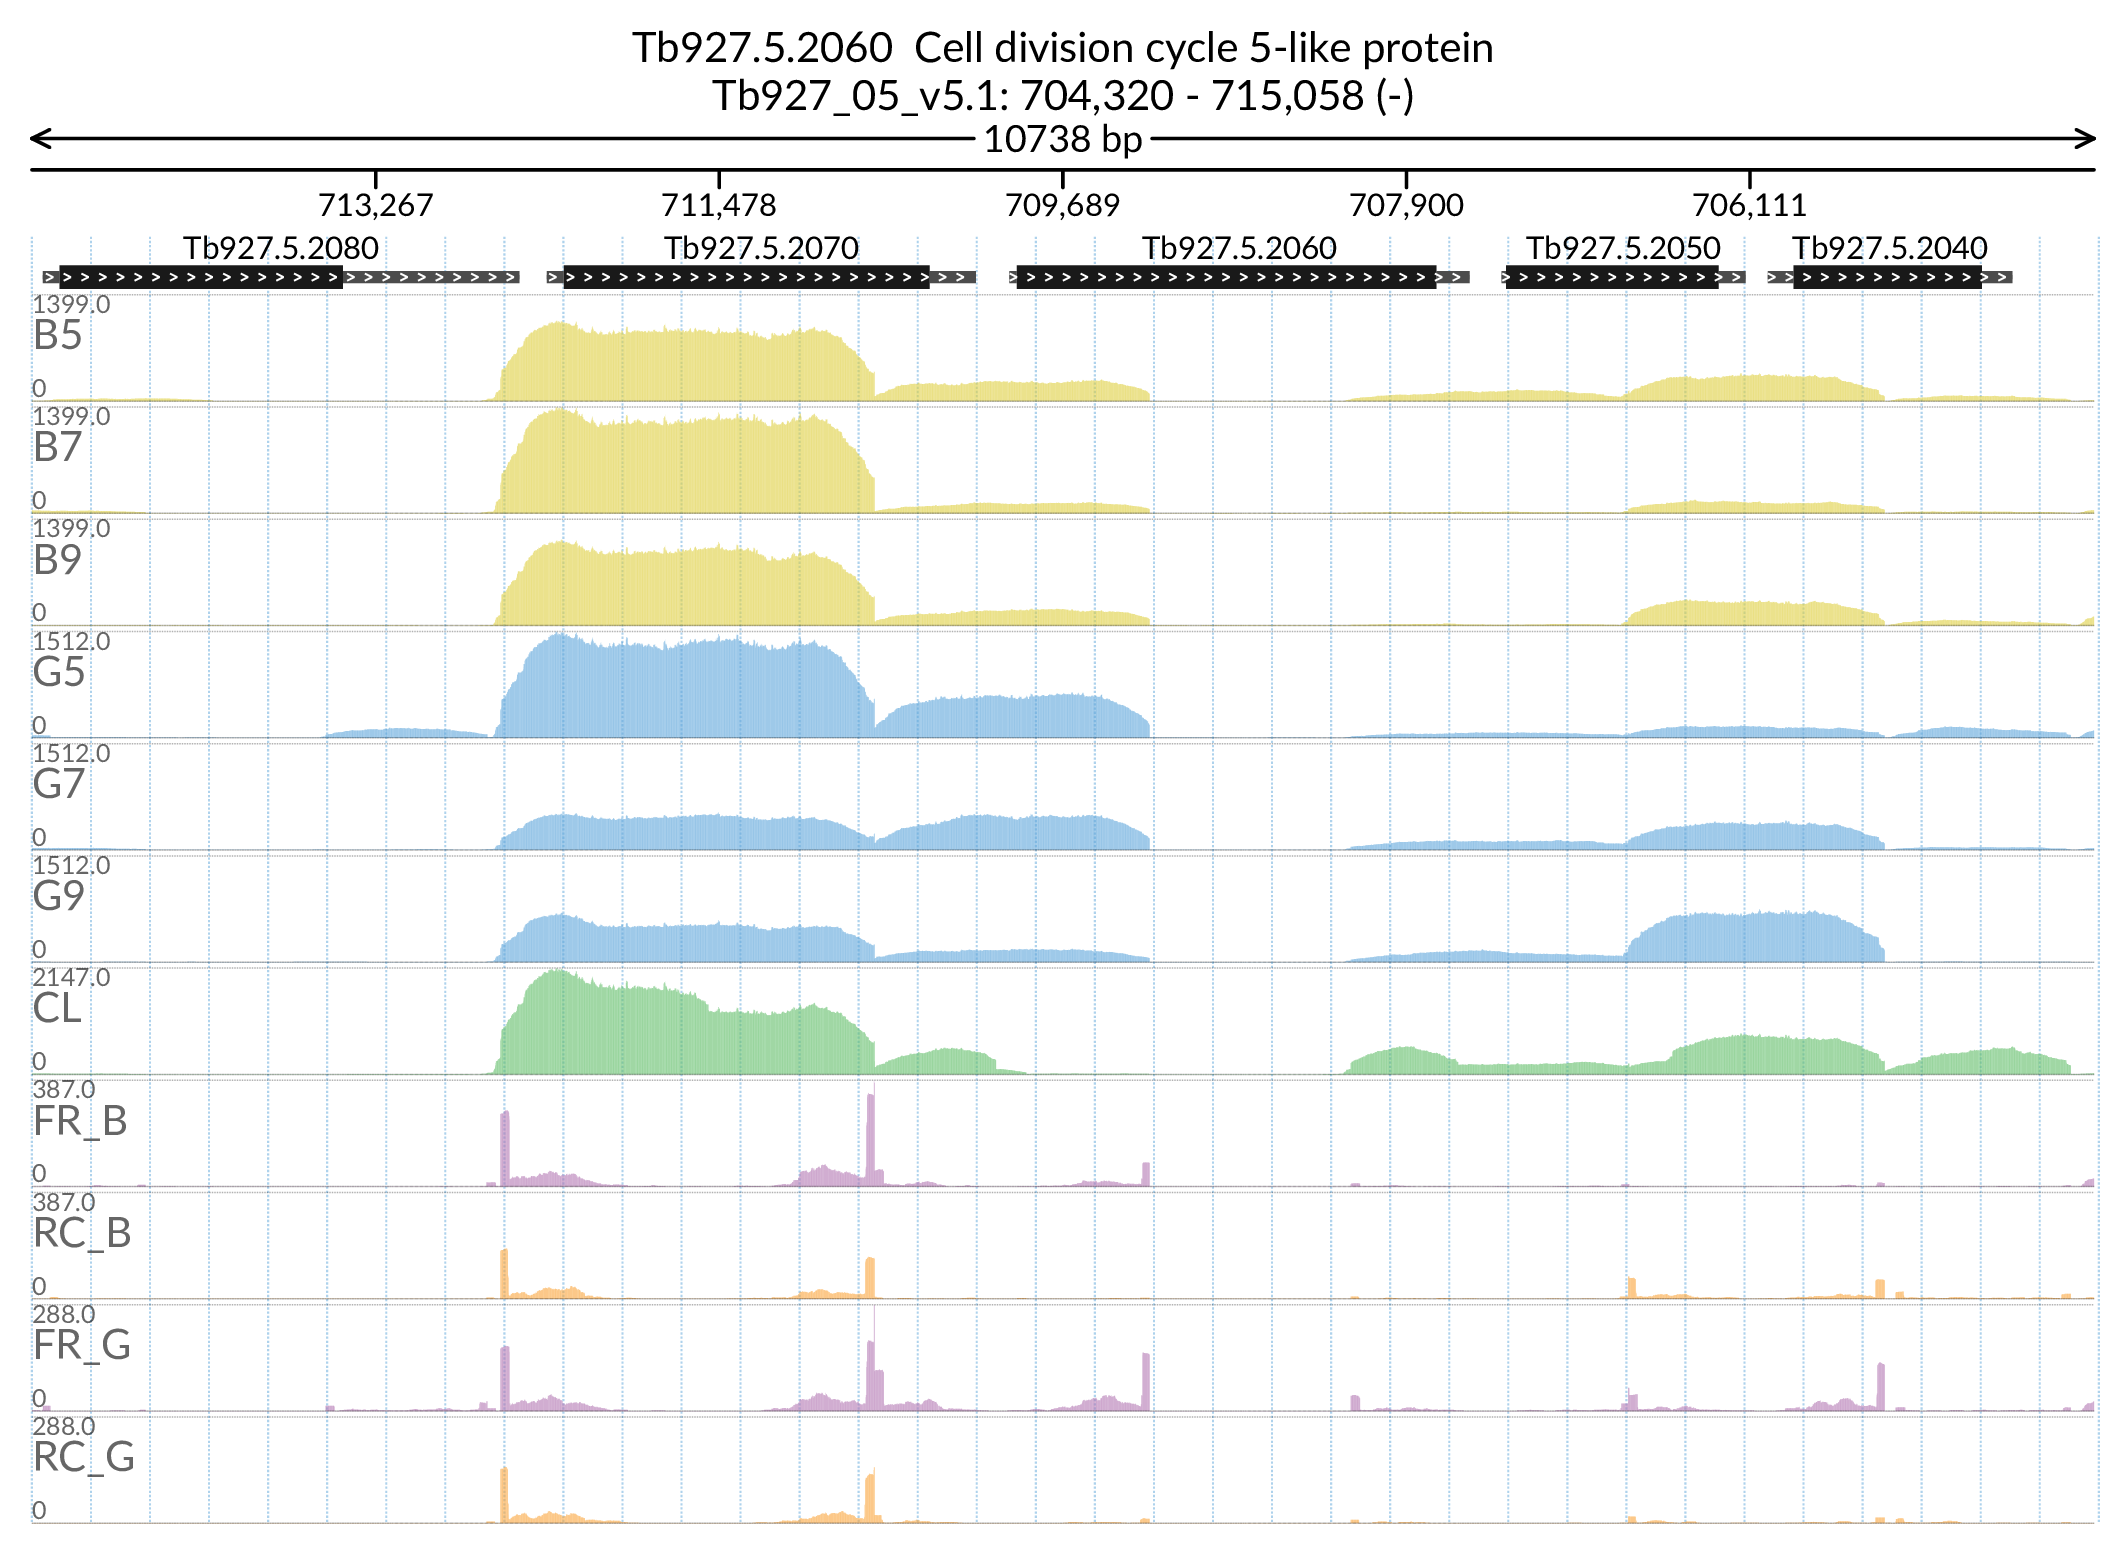 Tb927.5.2060  Cell division cycle 5-like protein
Tb927_05_v5.1: 704,320 - 715,058 (-)
10738 bp
713,267 711,478 709,689 707,900 706,111
Tb927.5.2080 Tb927.5.2070 Tb927.5.2060 Tb927.5.2050 Tb927.5.2040
1399.0
B5
0
1399.0
B7
0
1399.0
B9
0
1512.0
G5
0
1512.0
G7
0
1512.0
G9
0
2147.0
CL
0
387.0
FR_B
0
387.0
RC_B
0
288.0
FR_G
0
288.0
RC_G
0